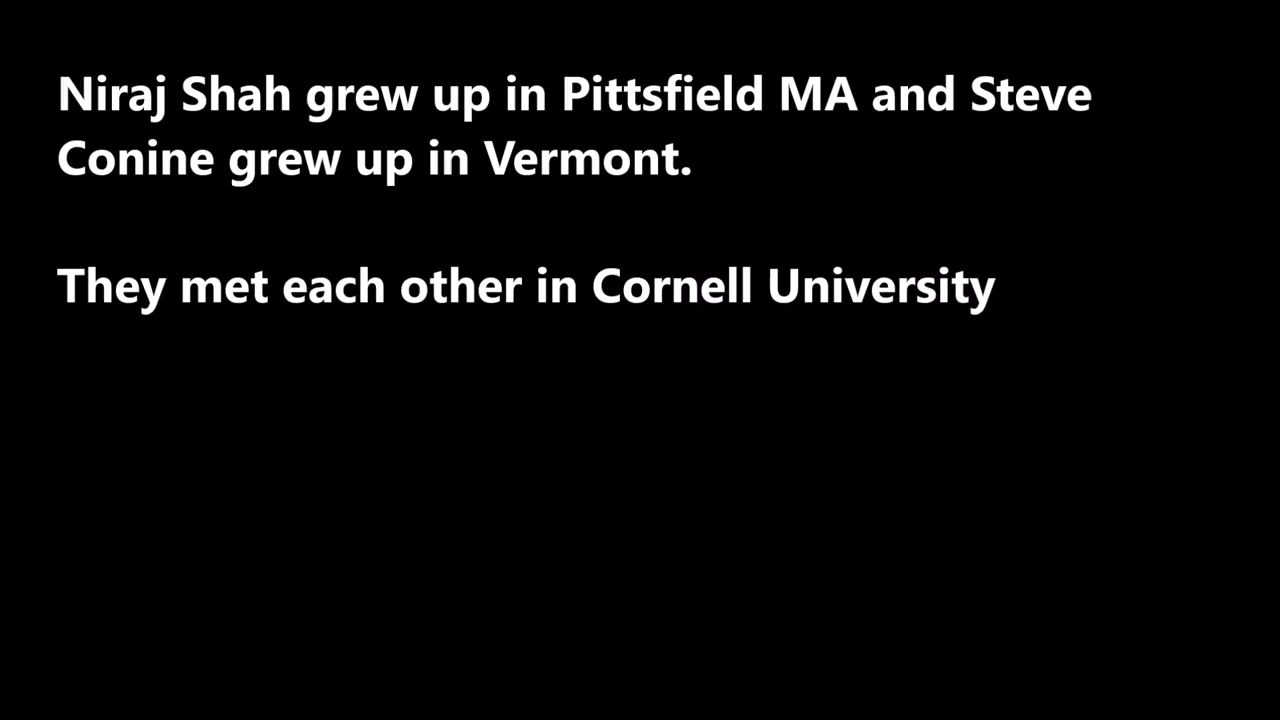 Niraj Shah grew up in Pittsfield MA and Steve
Conine grew up in Vermont.
They met each other in Cornell University